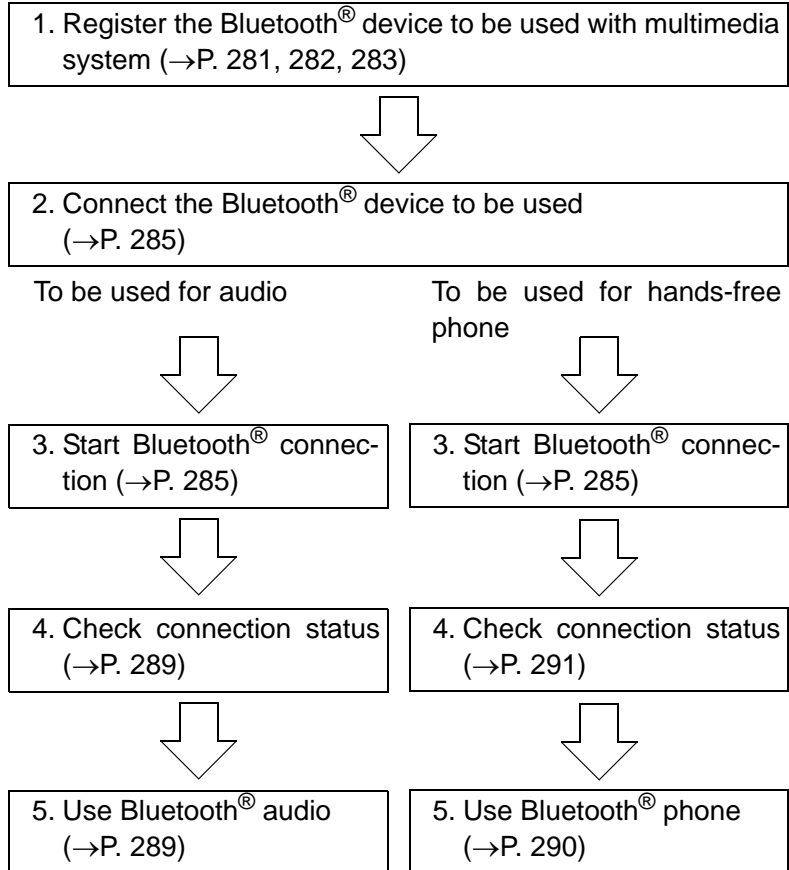 1. Register the Bluetooth® device to be used with multimedia
system (→P. 281, 282, 283)
2. Connect the Bluetooth® device to be used
(→P. 285)
To be used for audio
To be used for hands-free
phone
3. Start Bluetooth® connec-
tion (→P. 285)
3. Start Bluetooth® connec-
tion (→P. 285)
4. Check connection status
(→P. 289)
4. Check connection status
(→P. 291)
5. Use Bluetooth® audio
(→P. 289)
5. Use Bluetooth® phone
(→P. 290)